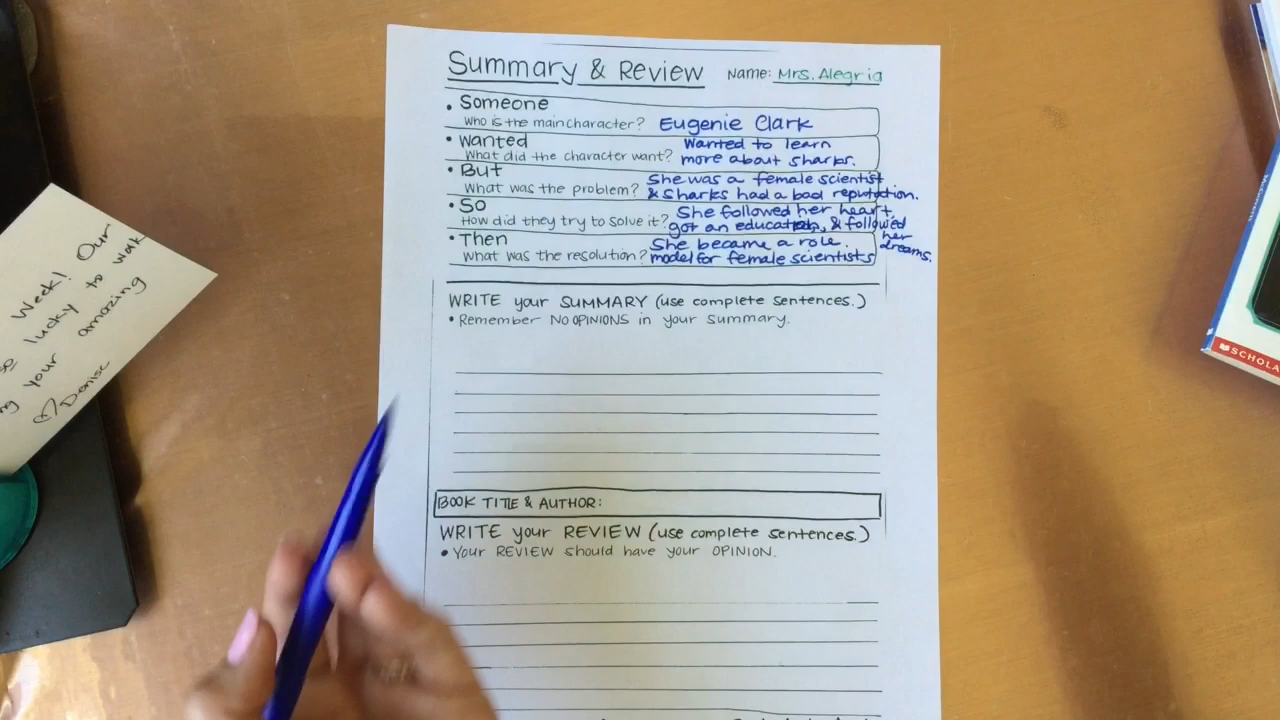 Summary & Review Name: Mrs. Alegria
• Someone
Who is the main character? Eugenie Clark
• Wanted
What did the character want? Wanted to learn
more about sharks.
• But
What was the problem? She was a female scientist
& sharks had a bad reputation.
• So
How did they try to solve it? She followed her heart,
got an education, & followed
her
dreams.
• Then
What was the resolution? She became a role
model for female scientists
WRITE your SUMMARY (use complete sentences.)
• Remember NO OPINIONS in your summary.
BOOK TITLE & AUTHOR:
WRITE your REVIEW (use complete sentences.)
• Your REVIEW should have your OPINION.
Week! Our
so lucky to walk
your amazing
Denise
SCHOLA